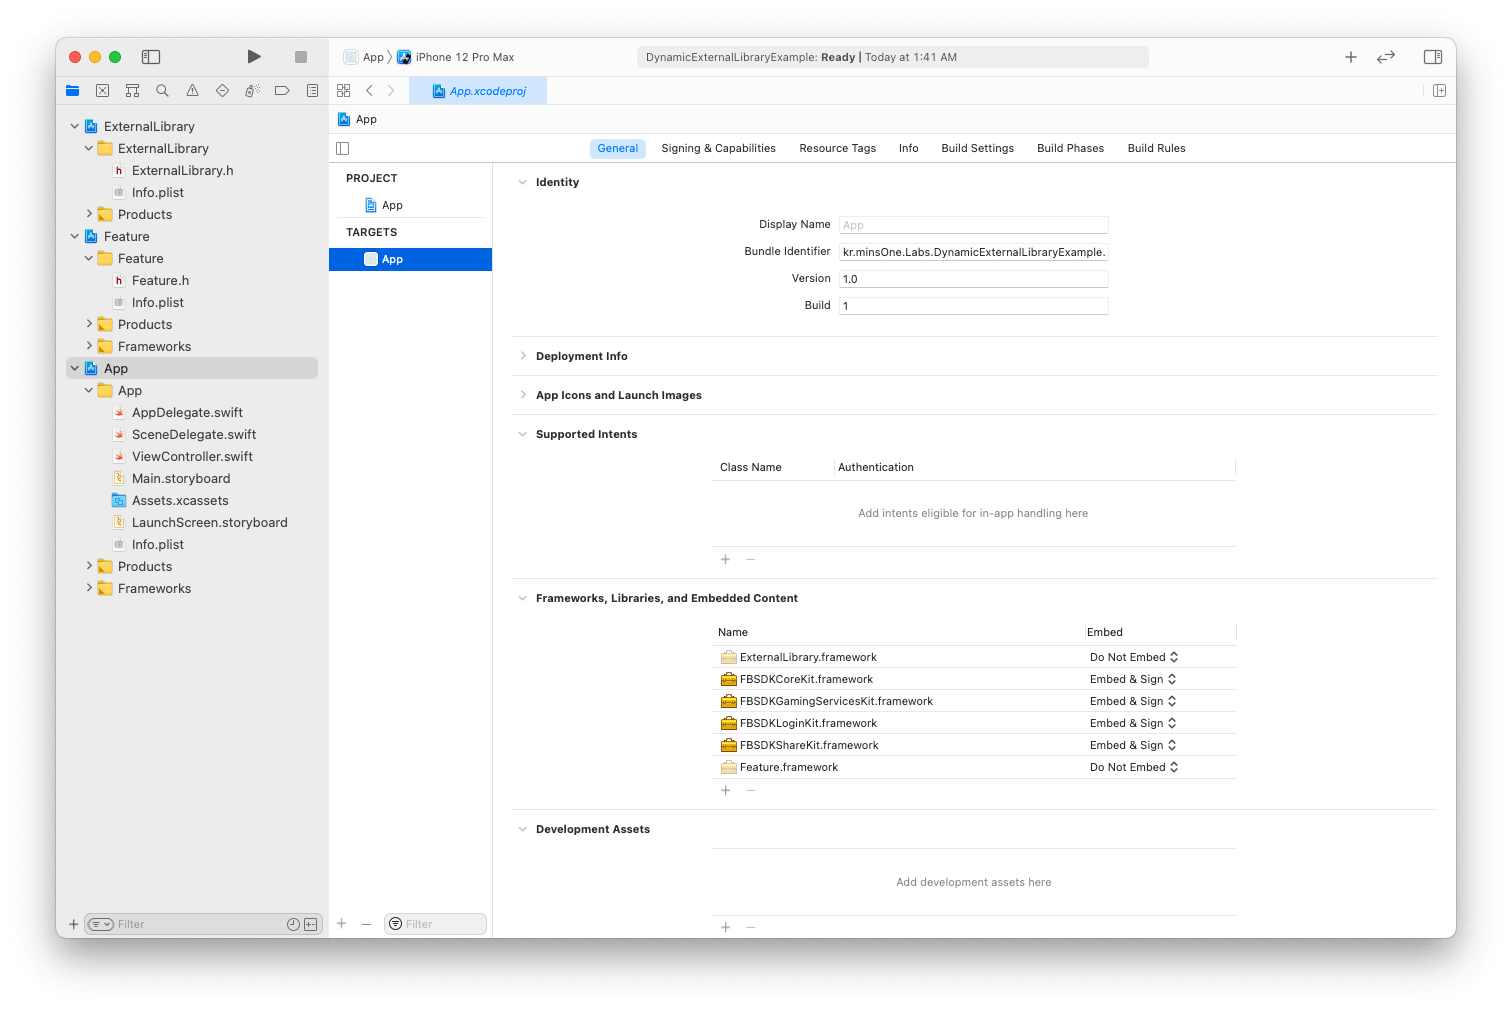 App
iPhone 12 Pro Max
DynamicExternalLibraryExample: Ready | Today at 1:41 AM
App.xcodeproj
App
General
Signing & Capabilities
Resource Tags
Info
Build Settings
Build Phases
Build Rules
ExternalLibrary
ExternalLibrary
ExternalLibrary.h
Info.plist
Products
Feature
Feature
Feature.h
Info.plist
Products
Frameworks
App
App
AppDelegate.swift
SceneDelegate.swift
ViewController.swift
Main.storyboard
Assets.xcassets
LaunchScreen.storyboard
Info.plist
Products
Frameworks
Filter
PROJECT
App
TARGETS
App
Filter
Identity
Display Name App
Bundle Identifier kr.minsOne.Labs.DynamicExternalLibraryExample.
Version 1.0
Build 1
Deployment Info
App Icons and Launch Images
Supported Intents
Class Name Authentication
Add intents eligible for in-app handling here
Frameworks, Libraries, and Embedded Content
Name Embed
ExternalLibrary.framework Do Not Embed
FBSDKCoreKit.framework Embed & Sign
FBSDKGamingServicesKit.framework Embed & Sign
FBSDKLoginKit.framework Embed & Sign
FBSDKShareKit.framework Embed & Sign
Feature.framework Do Not Embed
Development Assets
Add development assets here